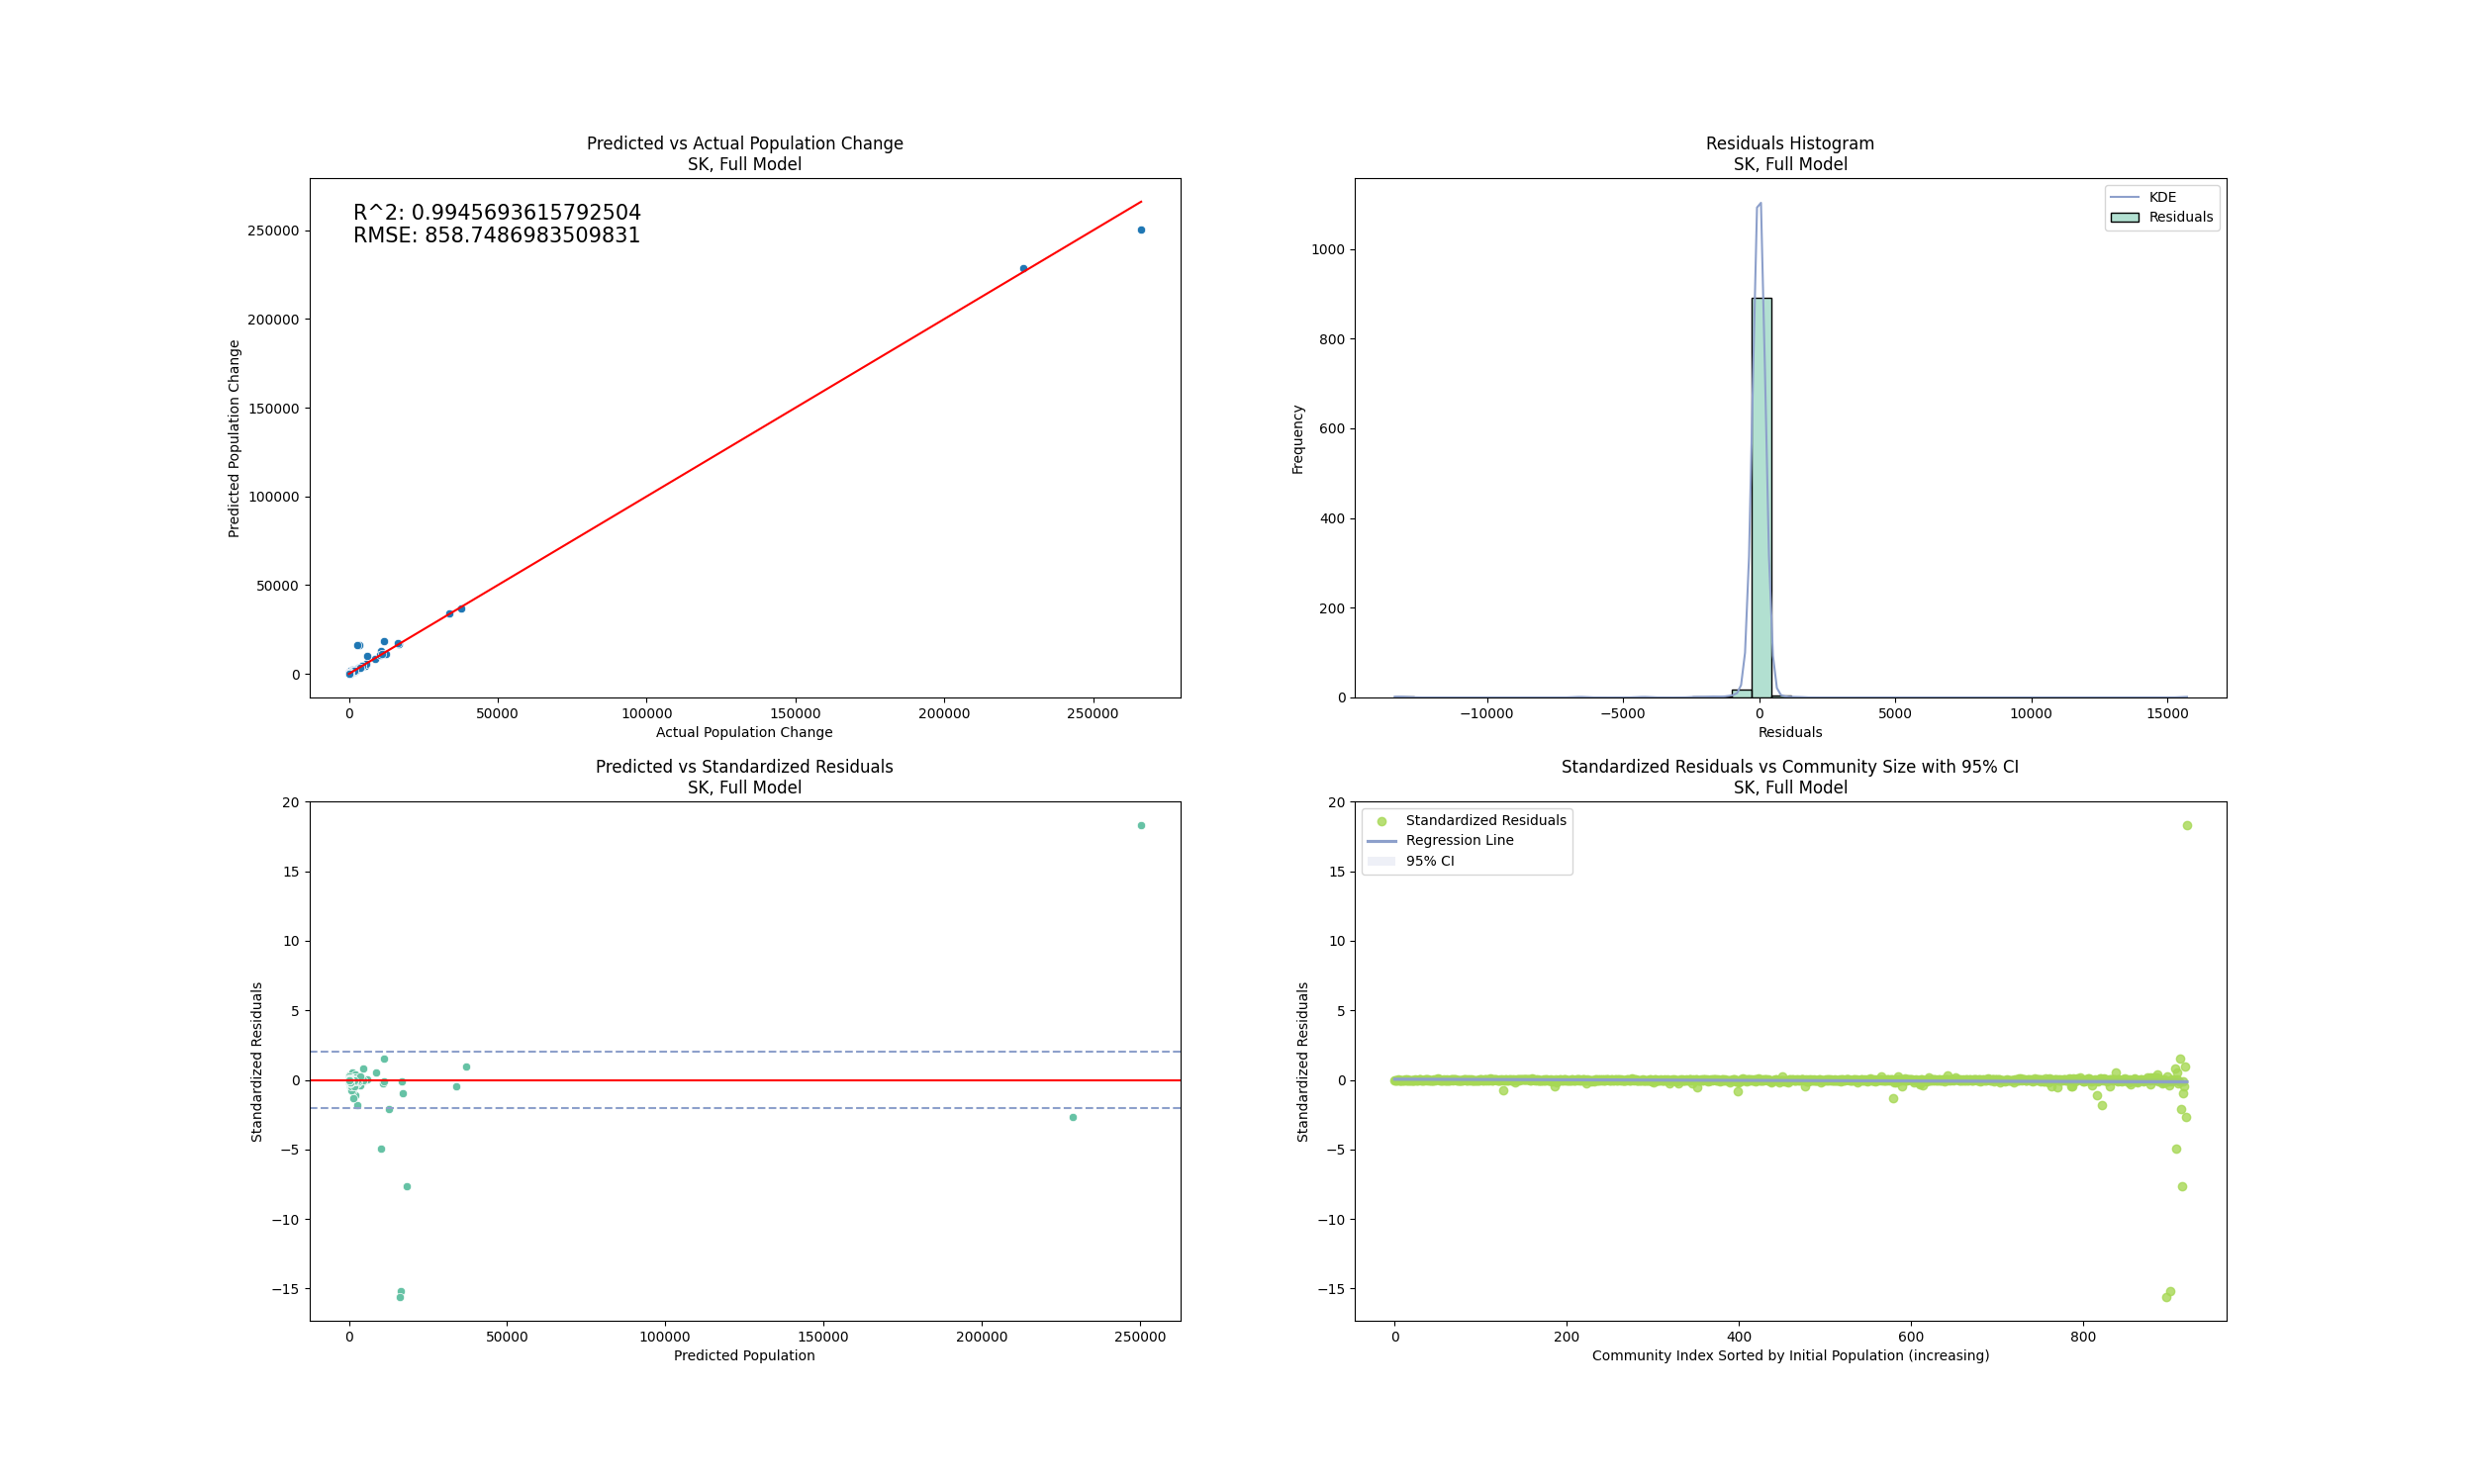 Predicted vs Actual Population Change
SK, Full Model
R^2: 0.9945693615792504
RMSE: 858.7486983509831
250000
200000
150000
100000
50000
0
Predicted Population Change
0 50000 100000 150000 200000 250000
Actual Population Change
Residuals Histogram
SK, Full Model
KDE
Residuals
1000
800
600
400
200
0
Frequency
−10000 −5000 0 5000 10000 15000
Residuals
Predicted vs Standardized Residuals
SK, Full Model
20
15
10
5
0
−5
−10
−15
Standardized Residuals
0 50000 100000 150000 200000 250000
Predicted Population
Standardized Residuals vs Community Size with 95% CI
SK, Full Model
Standardized Residuals
Regression Line
95% CI
20
15
10
5
0
−5
−10
−15
Standardized Residuals
0 200 400 600 800
Community Index Sorted by Initial Population (increasing)